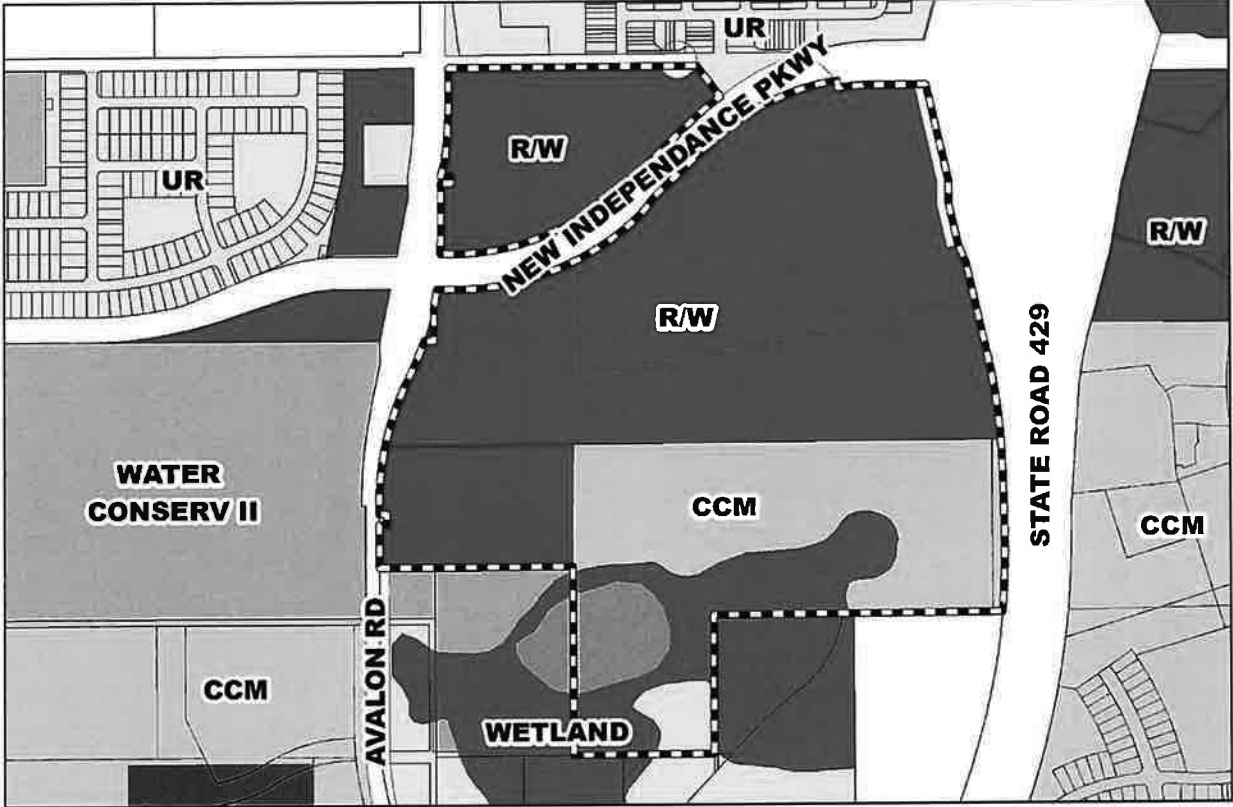 UR
NEW INDEPENDANCE PKWY
R/W
UR
R/W
R/W
STATE ROAD 429
WATER
CONSERV II
CCM
CCM
AVALON RD
CCM
WETLAND